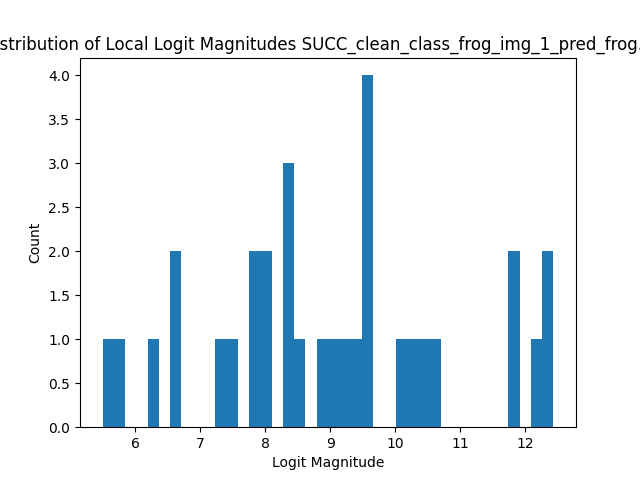 stribution of Local Logit Magnitudes SUCC_clean_class_frog_img_1_pred_frog.
4.0
3.5
3.0
2.5
2.0
1.5
1.0
0.5
0.0
Count
6 7 8 9 10 11 12
Logit Magnitude